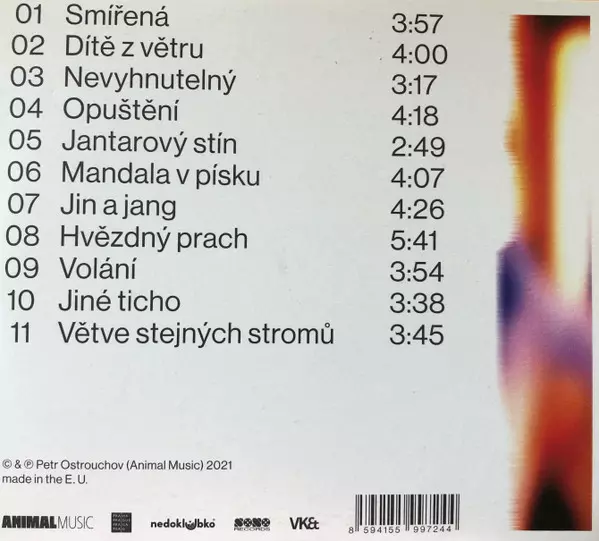 01 Smířená 3:57
02 Dítě z větru 4:00
03 Nevyhnutelný 3:17
04 Opuštění 4:18
05 Jantarový stín 2:49
06 Mandala v písku 4:07
07 Jin a jang 4:26
08 Hvězdný prach 5:41
09 Volání 3:54
10 Jiné ticho 3:38
11 Větve stejných stromů 3:45
© & ℗ Petr Ostrouchov (Animal Music) 2021
made in the E. U.
ANIMALMUSIC nedoklubko RECORDS VK&t
8 594155 997244